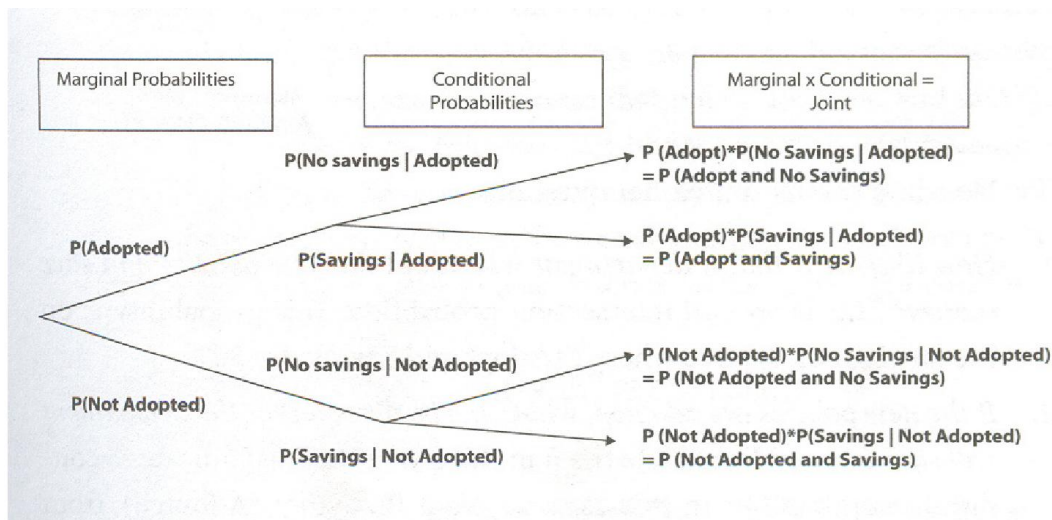 Marginal Probabilities
Conditional
Probabilities
Marginal x Conditional =
Joint
P(No savings | Adopted)
P (Adopt)*P(No Savings | Adopted)
= P (Adopt and No Savings)
P(Adopted)
P(Savings | Adopted)
P (Adopt)*P(Savings | Adopted)
= P (Adopt and Savings)
P(No savings | Not Adopted)
P (Not Adopted)*P(No Savings | Not Adopted)
= P (Not Adopted and No Savings)
P(Not Adopted)
P(Savings | Not Adopted)
P (Not Adopted)*P(Savings | Not Adopted)
= P (Not Adopted and Savings)